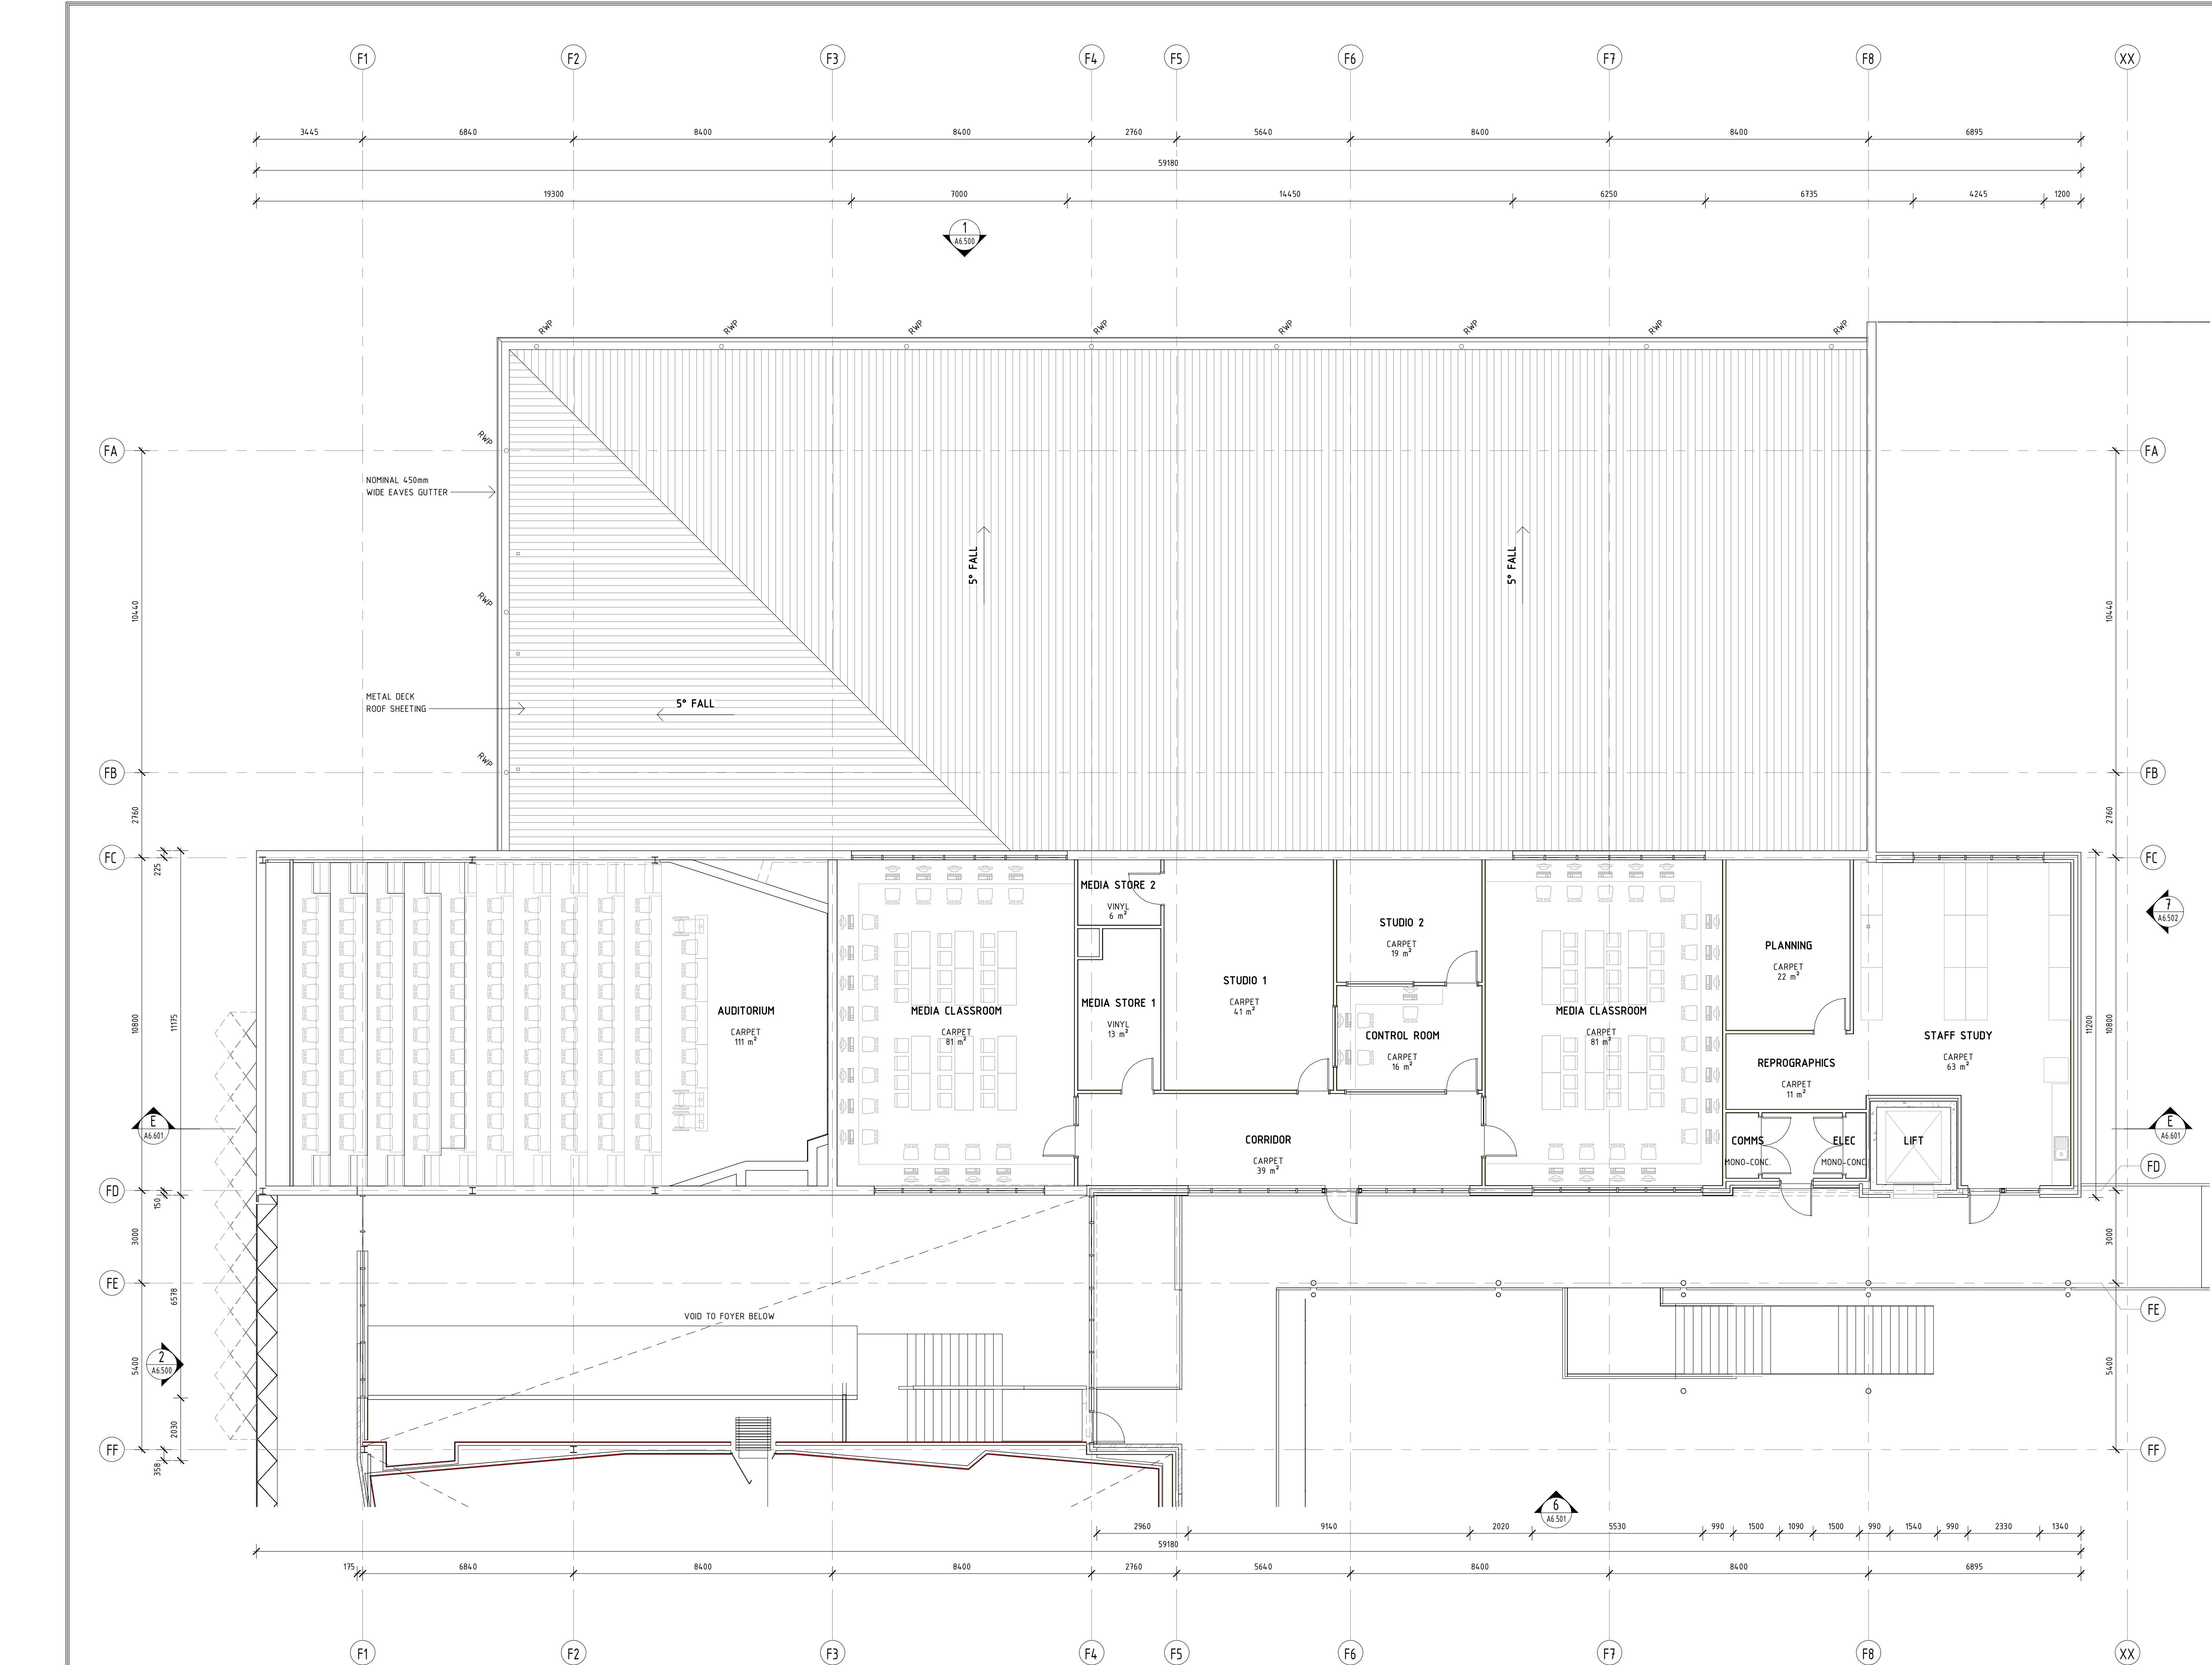 F1 F2 F3 F4 F5 F6 F7 F8 XX
3445 6840 8400 8400 2760 5640 8400 8400 6895
59180
19300 7000 14450 6250 6735 4245 1200
1
A6.500
RWP RWP RWP RWP RWP RWP RWP RWP
FA
RWP
FA
NOMINAL 450mm
WIDE EAVES GUTTER
5° FALL
5° FALL
10440
RWP
10440
METAL DECK
ROOF SHEETING
5° FALL
RWP
FB
FB
2760
2760
FC
225
FC
MEDIA STORE 2
VINYL
6 m²
7
A6.502
STUDIO 2
CARPET
19 m²
PLANNING
CARPET
22 m²
STUDIO 1
CARPET
41 m²
MEDIA STORE 1
VINYL
13 m²
AUDITORIUM
CARPET
111 m²
MEDIA CLASSROOM
CARPET
81 m²
MEDIA CLASSROOM
CARPET
81 m²
10800
11175
11200
10800
CONTROL ROOM
CARPET
16 m²
STAFF STUDY
CARPET
63 m²
REPROGRAPHICS
CARPET
11 m²
E
A6.601
E
A6.601
CORRIDOR
CARPET
39 m²
COMMS
MONO-CONC.
ELEC
MONO-CONC.
LIFT
FD
FD
150
3000
3000
FE
FE
6578
VOID TO FOYER BELOW
2
A6.500
5400
5400
2030
FF
FF
358
6
A6.501
2960 9140 2020 5530 990 1500 1090 1500 990 1540 990 2330 1340
59180
175 6840 8400 8400 2760 5640 8400 8400 6895
F1 F2 F3 F4 F5 F6 F7 F8 XX